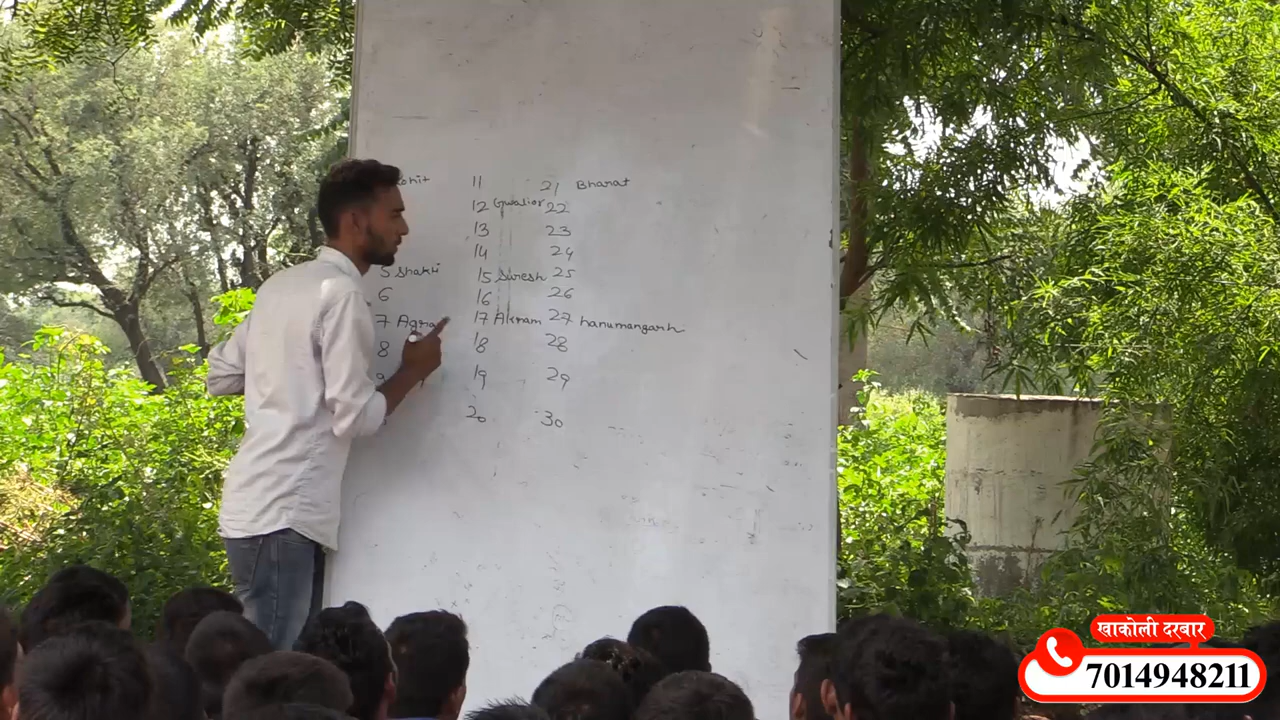 11 21 Bharat
12 Gwalior 22
13 23
14 24
5 Shakti 15 Suresh 25
6 16 26
7 Agra 17 Akram 27 hanumangarh
8 18 28
19 29
20 30
खाकोली दरबार
7014948211